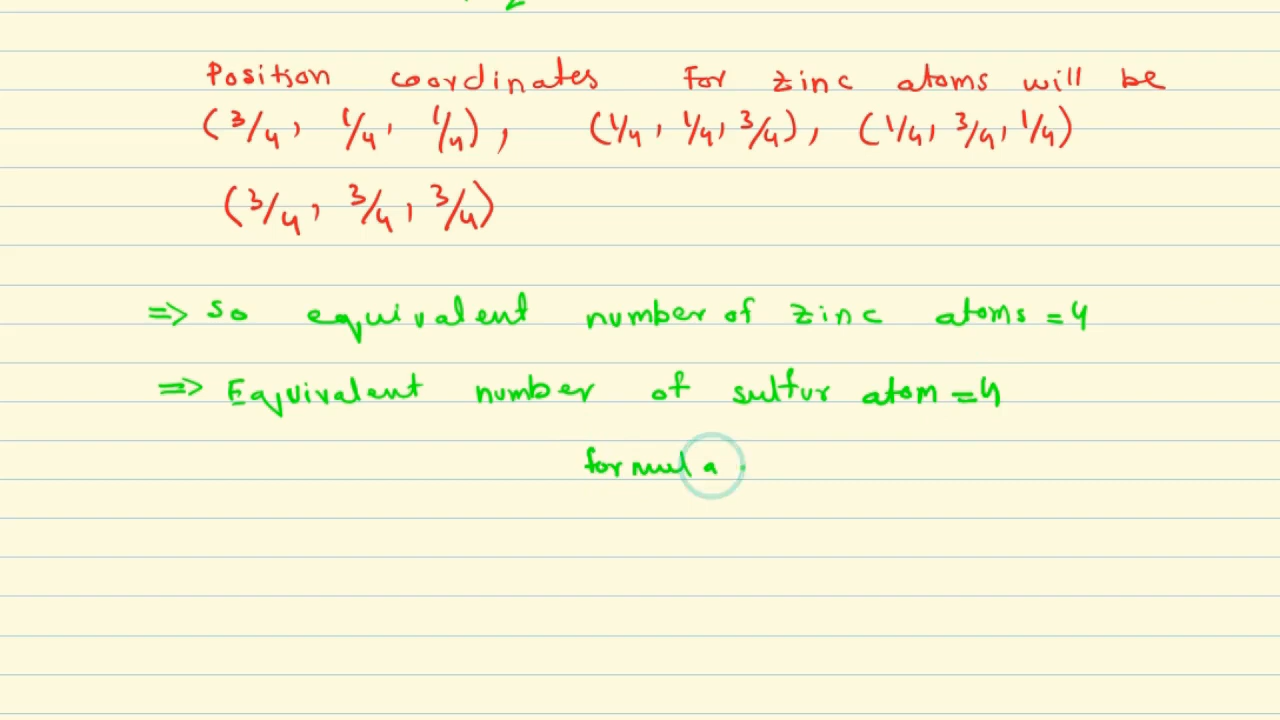 Position coordinates For zinc atoms will be
(3/4, 1/4, 1/4), (1/4, 1/4, 3/4), (1/4, 3/4, 1/4)
(3/4, 3/4, 3/4)
=> So equivalent number of zinc atoms = 4
=> Equivalent number of sulfur atom = 4
formula